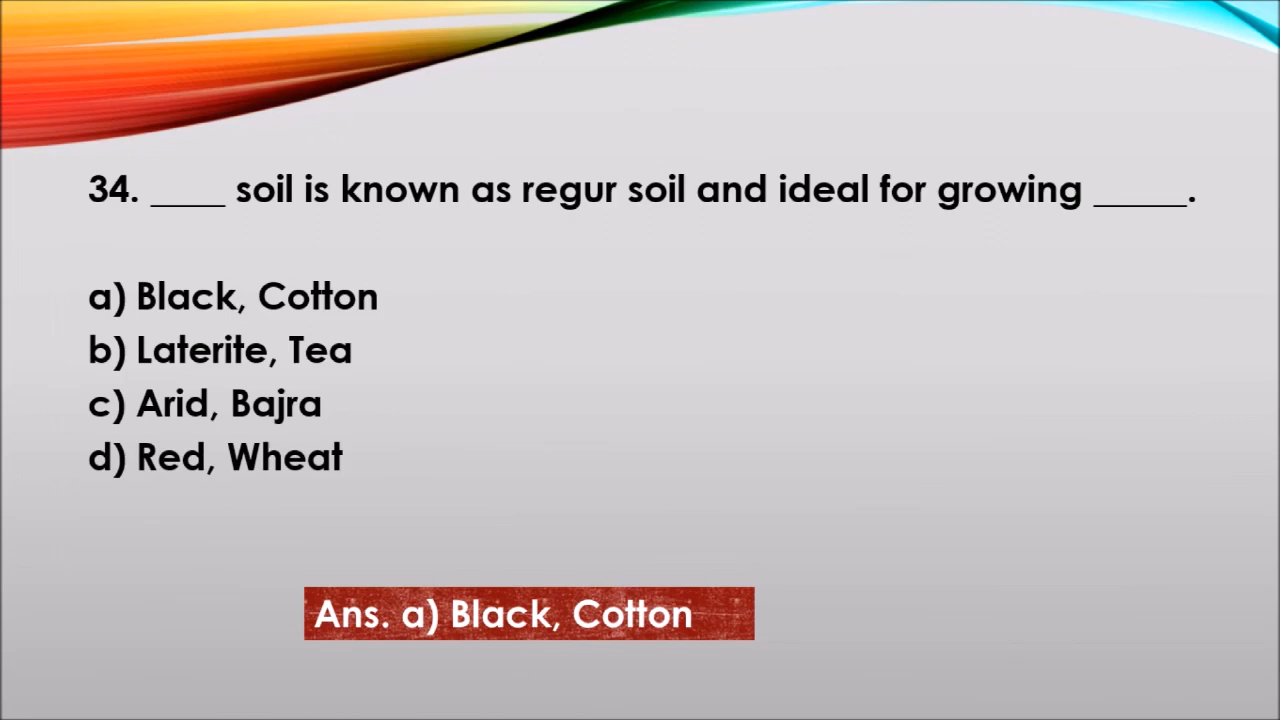 34. ____ soil is known as regur soil and ideal for growing _____.
a) Black, Cotton
b) Laterite, Tea
c) Arid, Bajra
d) Red, Wheat
Ans. a) Black, Cotton